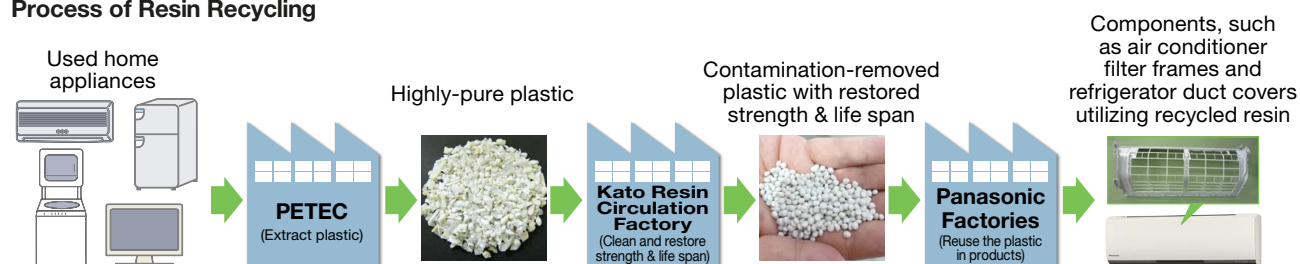 Process of Resin Recycling
Used home
appliances
PETEC
(Extract plastic)
Highly-pure plastic
Kato Resin
Circulation
Factory
(Clean and restore
strength & life span)
Contamination-removed
plastic with restored
strength & life span
Panasonic
Factories
(Reuse the plastic
in products)
Components, such
as air conditioner
filter frames and
refrigerator duct covers
utilizing recycled resin